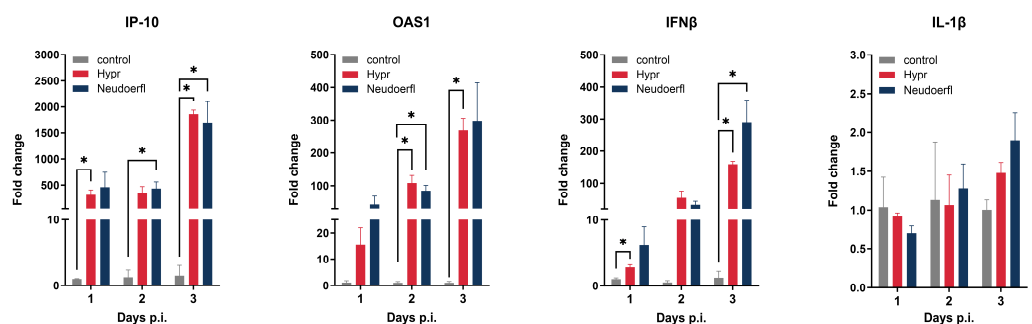 IP-10
3000
2500
2000
1500
1000
500
10
0
Fold change
control
Hypr
Neudoerfl
*
*
*
*
1
2
3
Days p.i.
OAS1
500
400
300
200
100
20
10
0
Fold change
control
Hypr
Neudoerfl
*
*
*
1
2
3
Days p.i.
IFNβ
500
400
300
200
100
10
0
Fold change
control
Hypr
Neudoerfl
*
*
*
1
2
3
Days p.i.
IL-1β
3.0
2.5
2.0
1.5
1.0
0.5
0.0
Fold change
control
Hypr
Neudoerfl
1
2
3
Days p.i.